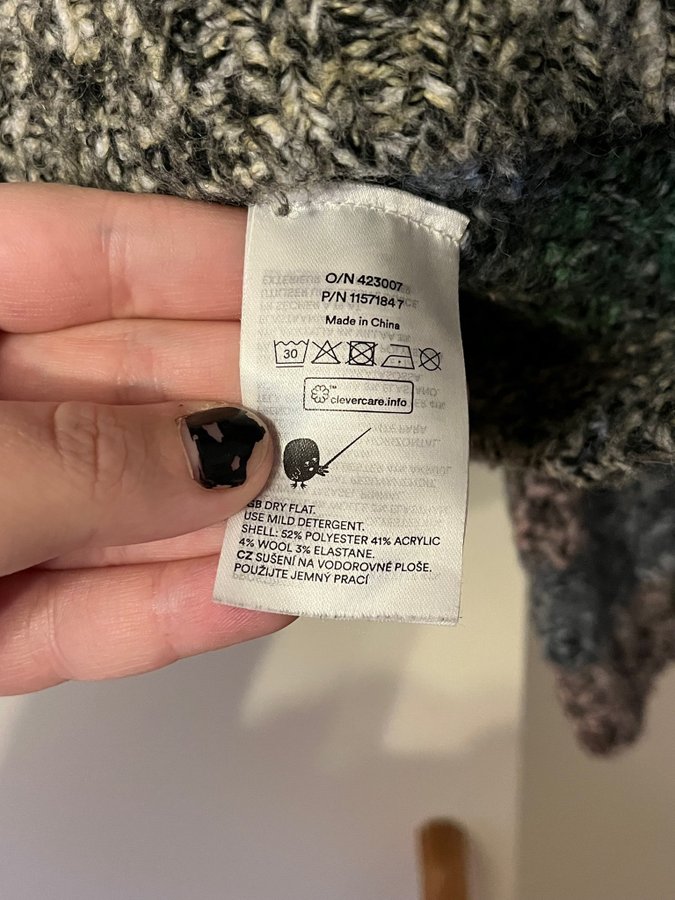 O/N 423007
P/N 11571847
Made in China
30
™
clevercare.info
GB DRY FLAT.
USE MILD DETERGENT.
SHELL: 52% POLYESTER 41% ACRYLIC
4% WOOL 3% ELASTANE.
CZ SUŠENÍ NA VODOROVNÉ PLOŠE.
POUŽIJTE JEMNÝ PRACÍ